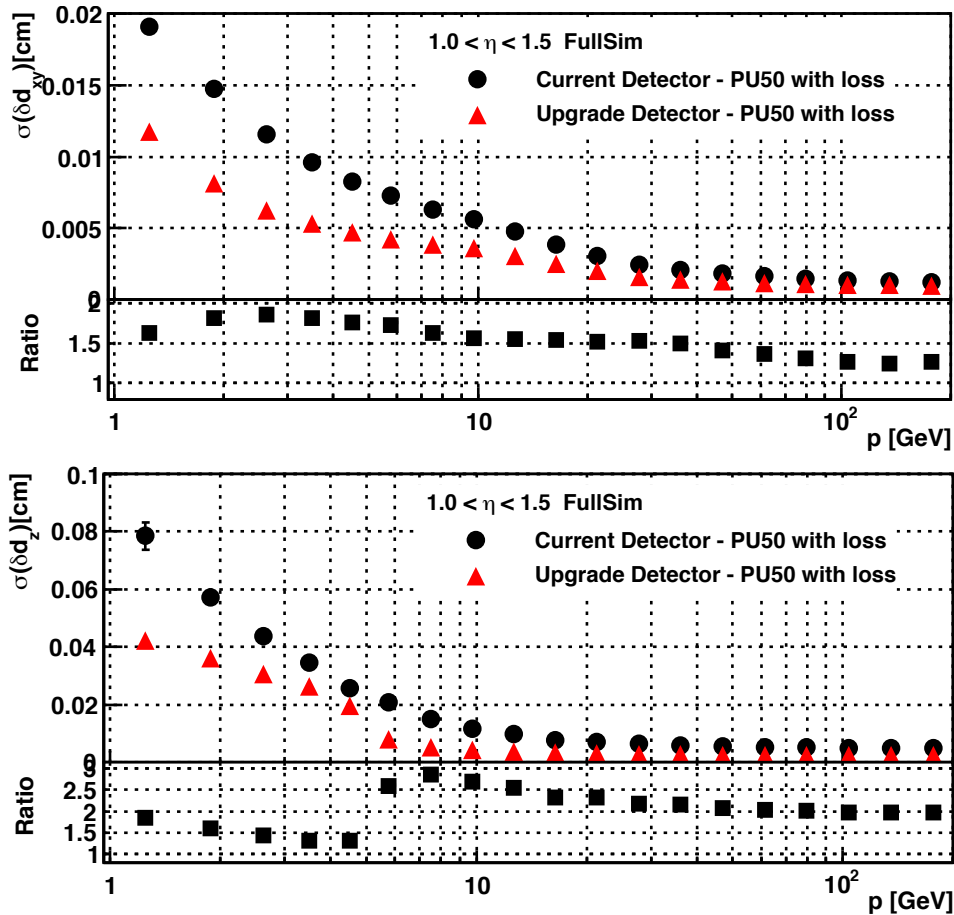 σ(δd_xy)[cm]
0.02
0.015
0.01
0.005
0
1.0 < η < 1.5 FullSim
Current Detector - PU50 with loss
Upgrade Detector - PU50 with loss
Ratio
2
1.5
1
1
10
10²
p [GeV]
σ(δd_z)[cm]
0.1
0.08
0.06
0.04
0.02
0
1.0 < η < 1.5 FullSim
Current Detector - PU50 with loss
Upgrade Detector - PU50 with loss
Ratio
3
2.5
2
1.5
1
1
10
10²
p [GeV]